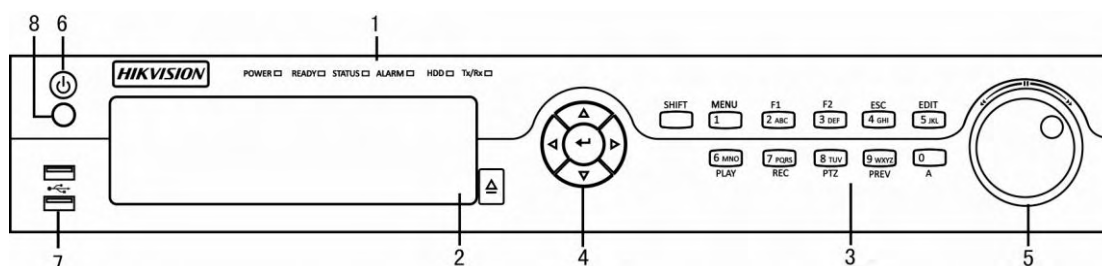 8 6 1
HIKVISION POWER READY STATUS ALARM HDD Tx/Rx
SHIFT MENU F1 F2 ESC EDIT
1 2 ABC 3 DEF 4 GHI 5 JKL
6 MNO 7 PQRS 8 TUV 9 WXYZ 0
PLAY REC PTZ PREV A
7 2 4 3 5